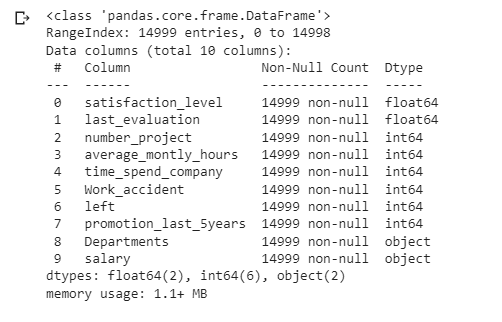 <class 'pandas.core.frame.DataFrame'>
RangeIndex: 14999 entries, 0 to 14998
Data columns (total 10 columns):
 #   Column                 Non-Null Count  Dtype
---  ------                 --------------  -----
 0   satisfaction_level     14999 non-null  float64
 1   last_evaluation        14999 non-null  float64
 2   number_project         14999 non-null  int64
 3   average_montly_hours   14999 non-null  int64
 4   time_spend_company     14999 non-null  int64
 5   Work_accident          14999 non-null  int64
 6   left                   14999 non-null  int64
 7   promotion_last_5years  14999 non-null  int64
 8   Departments            14999 non-null  object
 9   salary                 14999 non-null  object
dtypes: float64(2), int64(6), object(2)
memory usage: 1.1+ MB